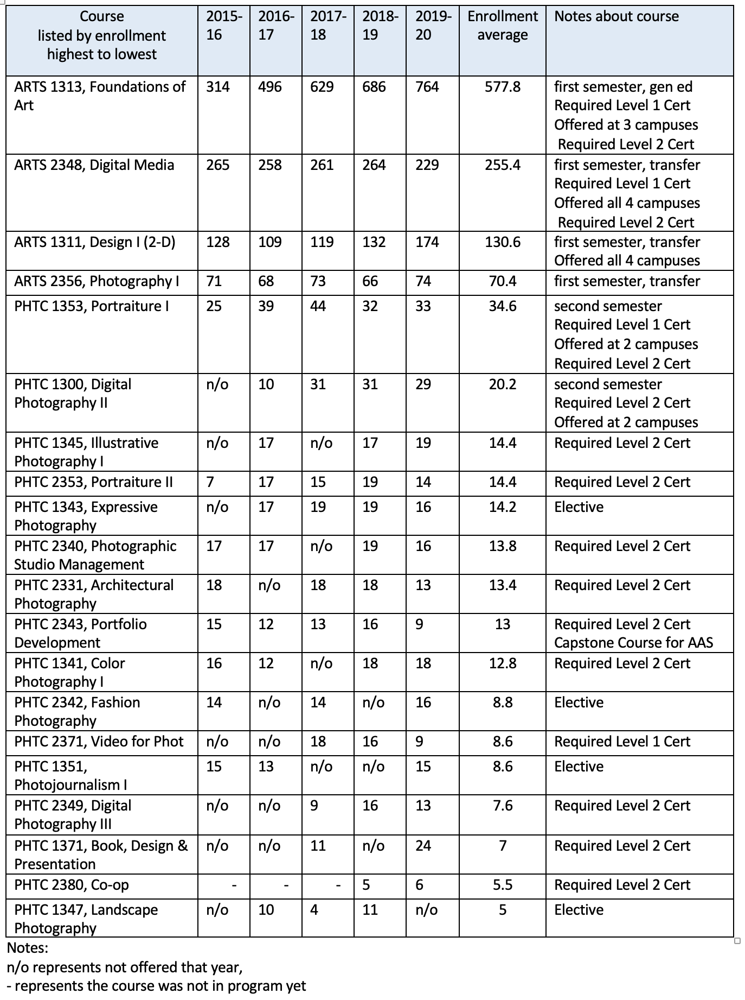 Course
listed by enrollment
highest to lowest
2015-
16
2016-
17
2017-
18
2018-
19
2019-
20
Enrollment
average
Notes about course
ARTS 1313, Foundations of
Art
314
496
629
686
764
577.8
first semester, gen ed
Required Level 1 Cert
Offered at 3 campuses
Required Level 2 Cert
ARTS 2348, Digital Media
265
258
261
264
229
255.4
first semester, transfer
Required Level 1 Cert
Offered all 4 campuses
Required Level 2 Cert
ARTS 1311, Design I (2-D)
128
109
119
132
174
130.6
first semester, transfer
Offered all 4 campuses
ARTS 2356, Photography I
71
68
73
66
74
70.4
first semester, transfer
PHTC 1353, Portraiture I
25
39
44
32
33
34.6
second semester
Required Level 1 Cert
Offered at 2 campuses
Required Level 2 Cert
PHTC 1300, Digital
Photography II
n/o
10
31
31
29
20.2
second semester
Required Level 2 Cert
Offered at 2 campuses
PHTC 1345, Illustrative
Photography I
n/o
17
n/o
17
19
14.4
Required Level 2 Cert
PHTC 2353, Portraiture II
7
17
15
19
14
14.4
Required Level 2 Cert
PHTC 1343, Expressive
Photography
n/o
17
19
19
16
14.2
Elective
PHTC 2340, Photographic
Studio Management
17
17
n/o
19
16
13.8
Required Level 2 Cert
PHTC 2331, Architectural
Photography
18
n/o
18
18
13
13.4
Required Level 2 Cert
PHTC 2343, Portfolio
Development
15
12
13
16
9
13
Required Level 2 Cert
Capstone Course for AAS
PHTC 1341, Color
Photography I
16
12
n/o
18
18
12.8
Required Level 2 Cert
PHTC 2342, Fashion
Photography
14
n/o
14
n/o
16
8.8
Elective
PHTC 2371, Video for Phot
n/o
n/o
18
16
9
8.6
Required Level 1 Cert
PHTC 1351,
Photojournalism I
15
13
n/o
n/o
15
8.6
Elective
PHTC 2349, Digital
Photography III
n/o
n/o
9
16
13
7.6
Required Level 2 Cert
PHTC 1371, Book, Design &
Presentation
n/o
n/o
11
n/o
24
7
Required Level 2 Cert
PHTC 2380, Co-op
-
-
-
5
6
5.5
Required Level 2 Cert
PHTC 1347, Landscape
Photography
n/o
10
4
11
n/o
5
Elective
Notes:
n/o represents not offered that year,
- represents the course was not in program yet